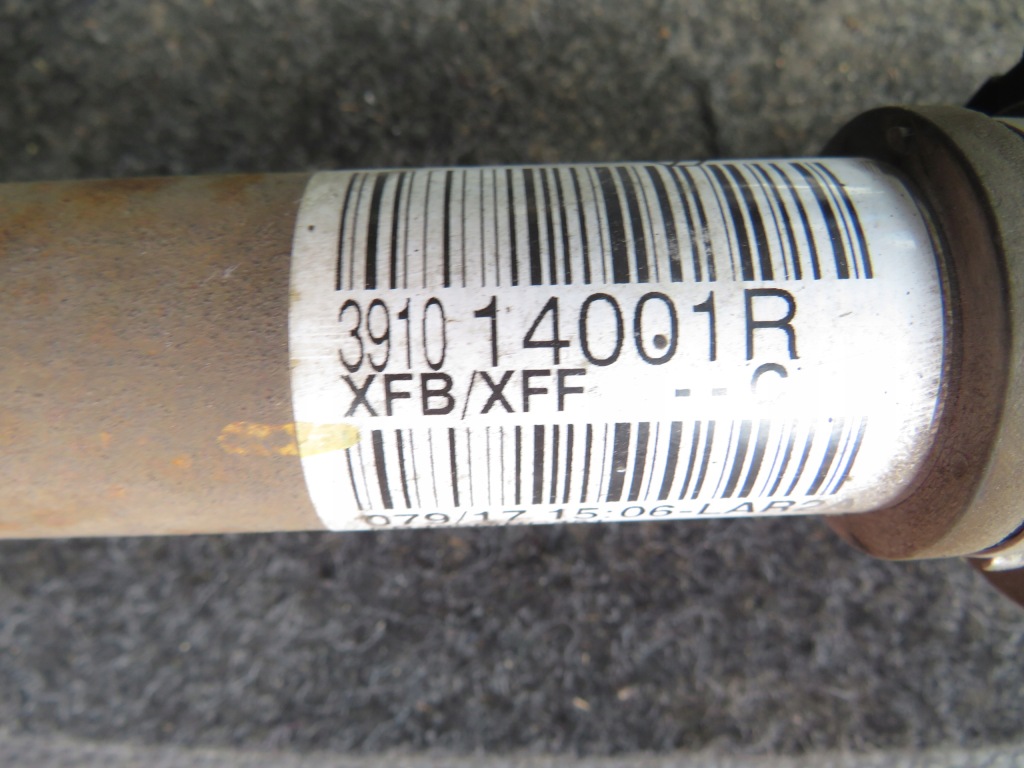 3910 14001R
XFB/XFF -- C
079/17 15:06-LAR2